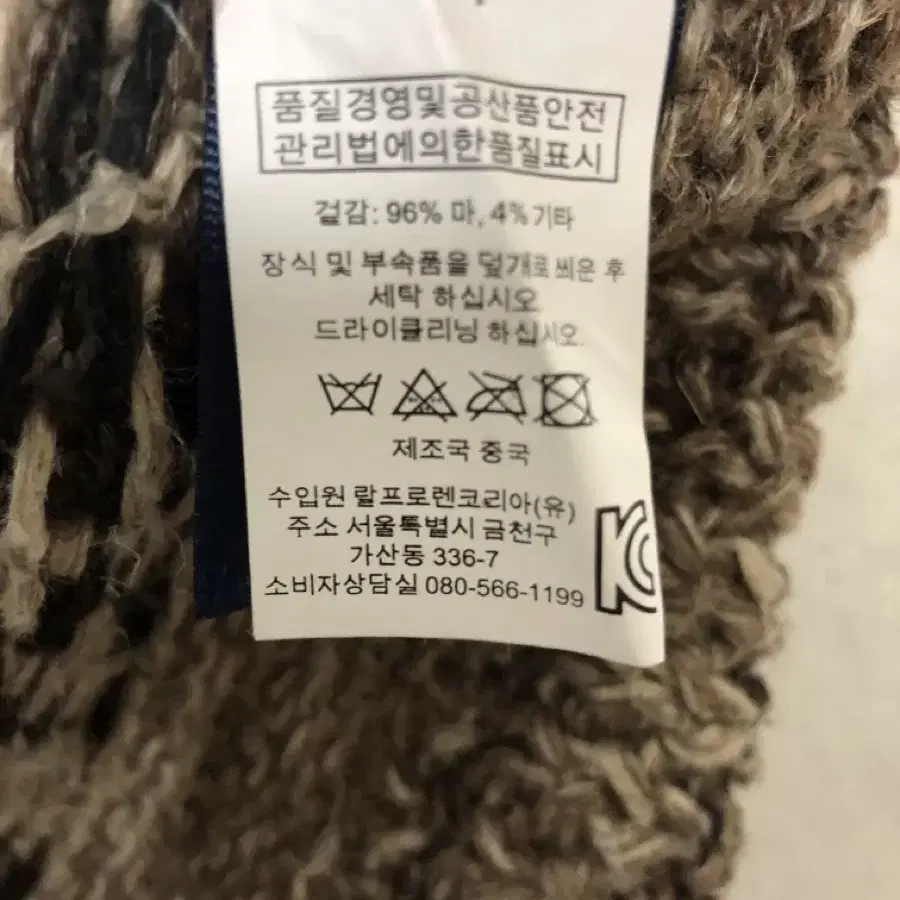 품질경영및공산품안전
관리법에의한품질표시
겉감: 96% 마, 4% 기타
장식 및 부속품을 덮개로 씌은 후
세탁 하십시오.
드라이클리닝 하십시오.
제조국 중국
수입원 랄프로렌코리아(유)
주소 서울특별시 금천구
가산동 336-7
소비자상담실 080-566-1199